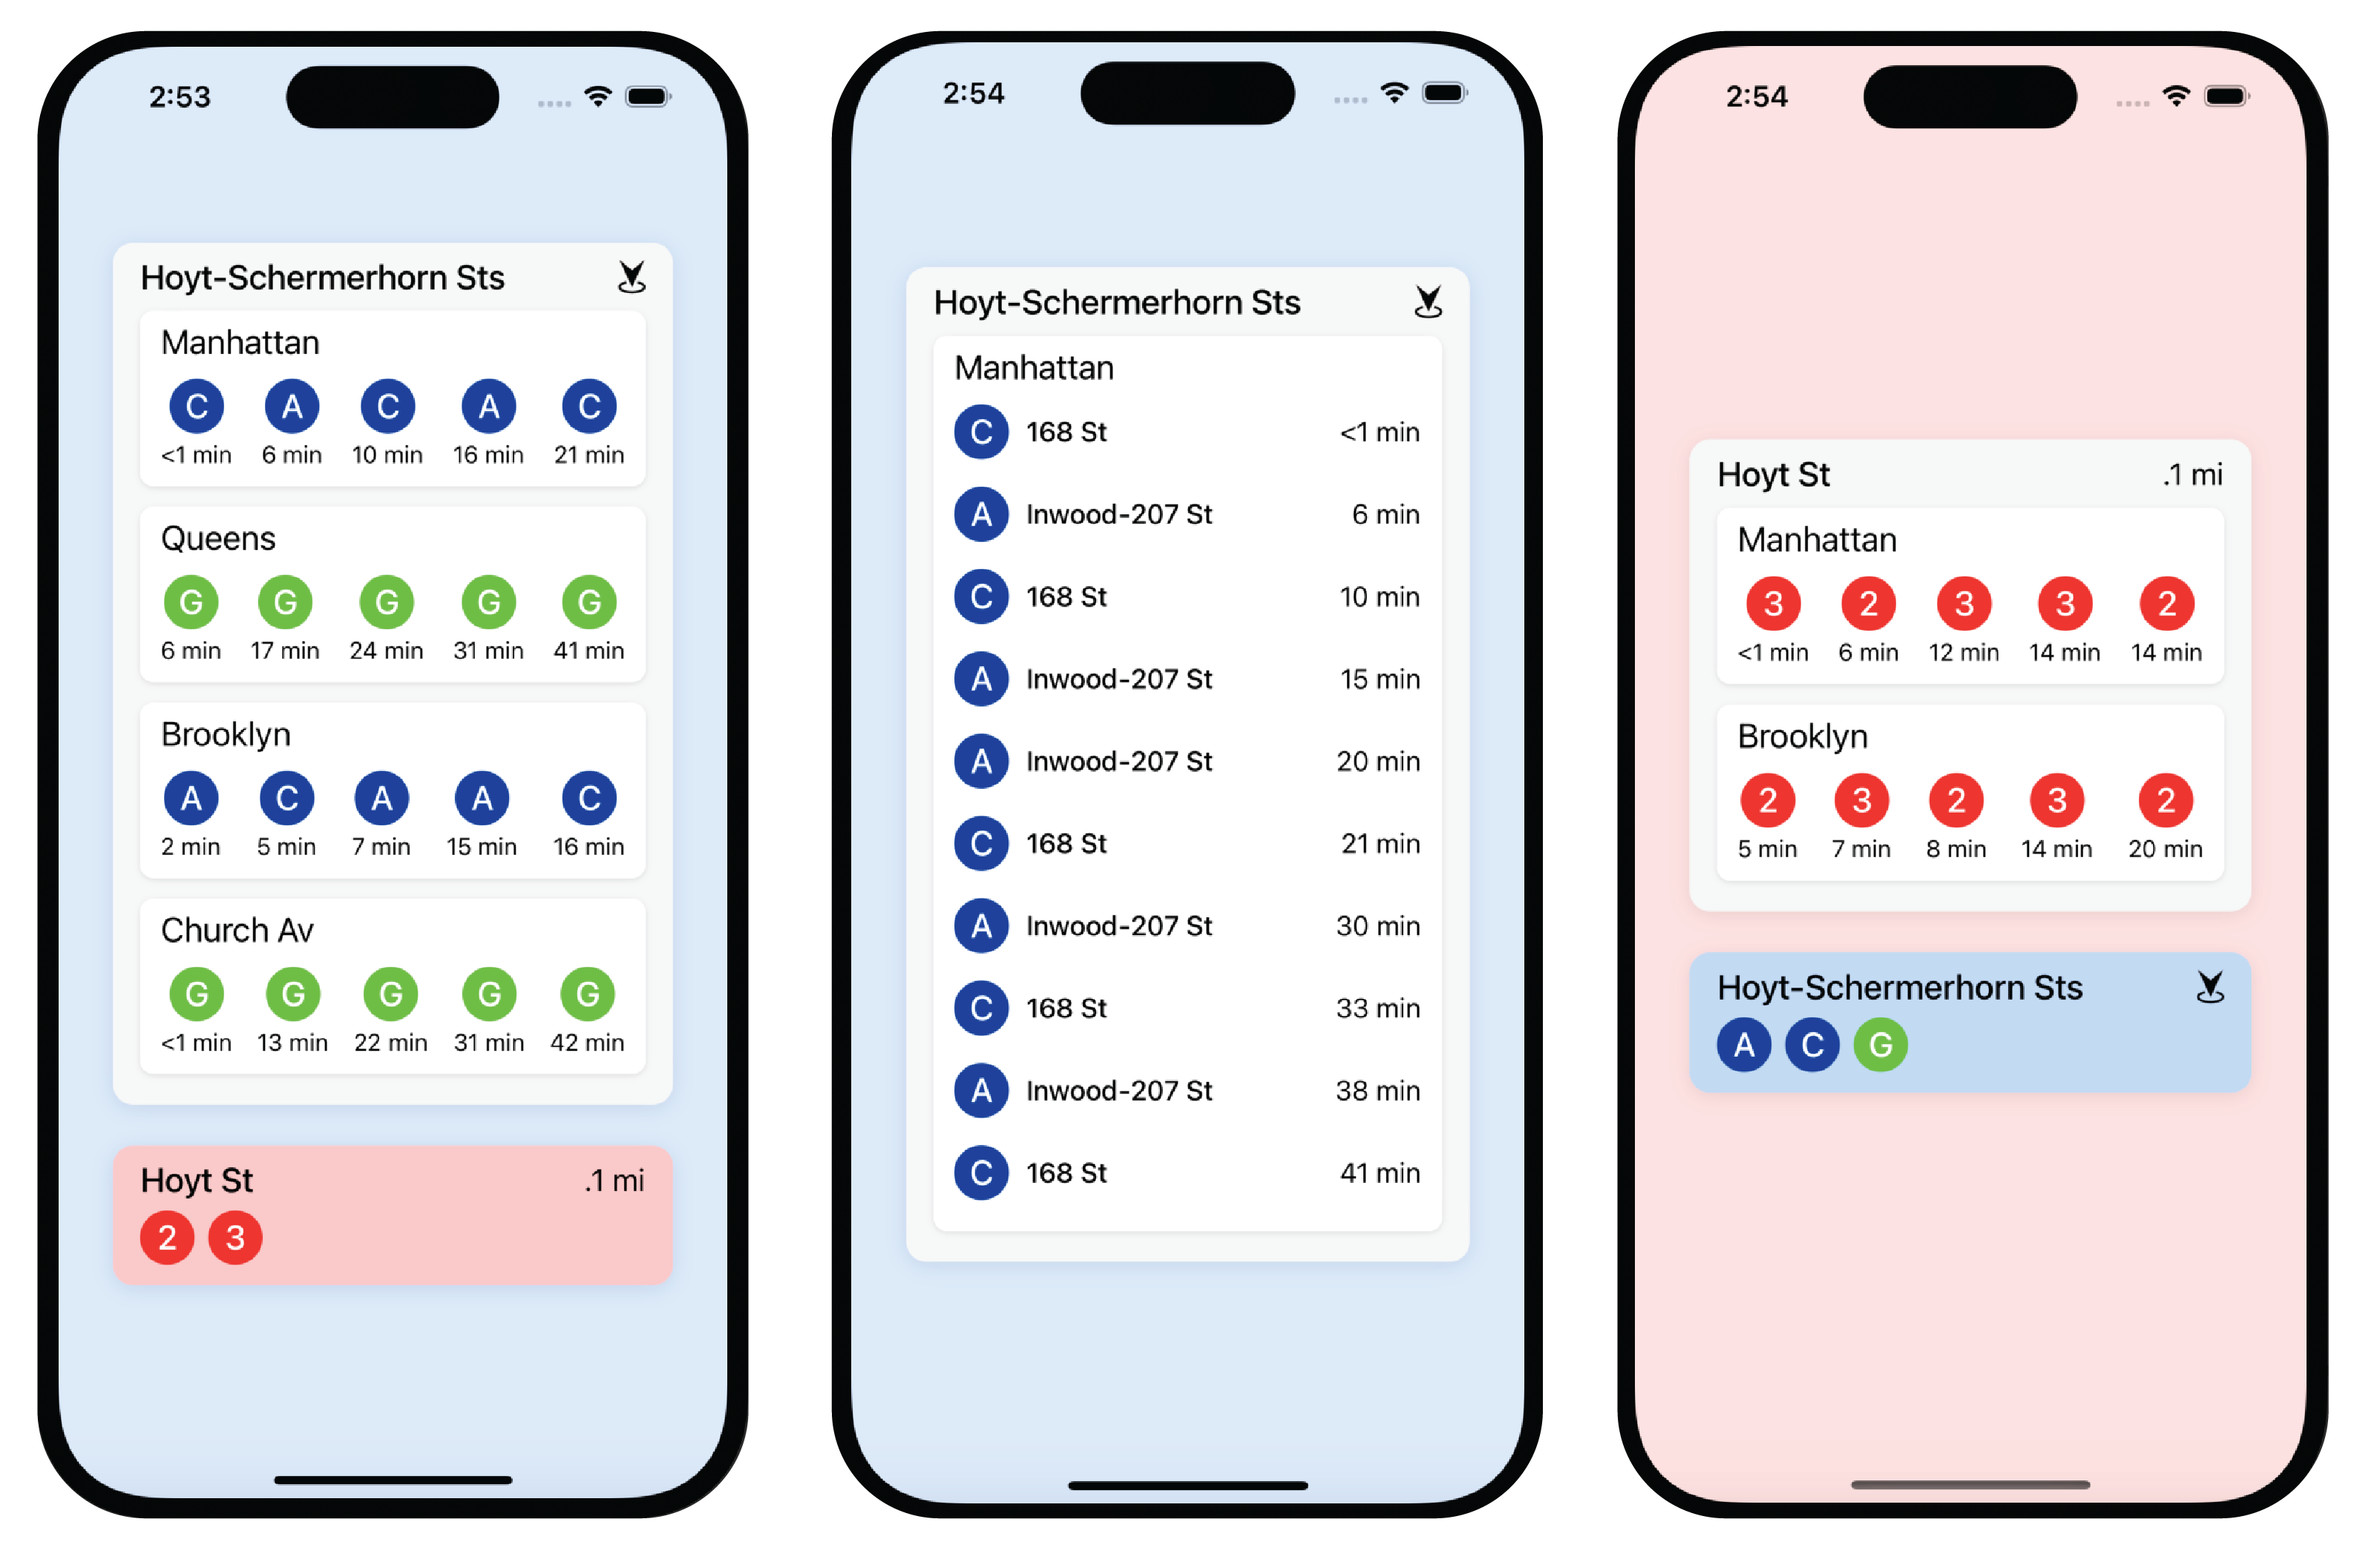 2:53
Hoyt-Schermerhorn Sts
Manhattan
C A C A C
<1 min 6 min 10 min 16 min 21 min
Queens
G G G G G
6 min 17 min 24 min 31 min 41 min
Brooklyn
A C A A C
2 min 5 min 7 min 15 min 16 min
Church Av
G G G G G
<1 min 13 min 22 min 31 min 42 min
Hoyt St .1 mi
2 3
2:54
Hoyt-Schermerhorn Sts
Manhattan
C 168 St <1 min
A Inwood-207 St 6 min
C 168 St 10 min
A Inwood-207 St 15 min
A Inwood-207 St 20 min
C 168 St 21 min
A Inwood-207 St 30 min
C 168 St 33 min
A Inwood-207 St 38 min
C 168 St 41 min
2:54
Hoyt St .1 mi
Manhattan
3 2 3 3 2
<1 min 6 min 12 min 14 min 14 min
Brooklyn
2 3 2 3 2
5 min 7 min 8 min 14 min 20 min
Hoyt-Schermerhorn Sts
A C G